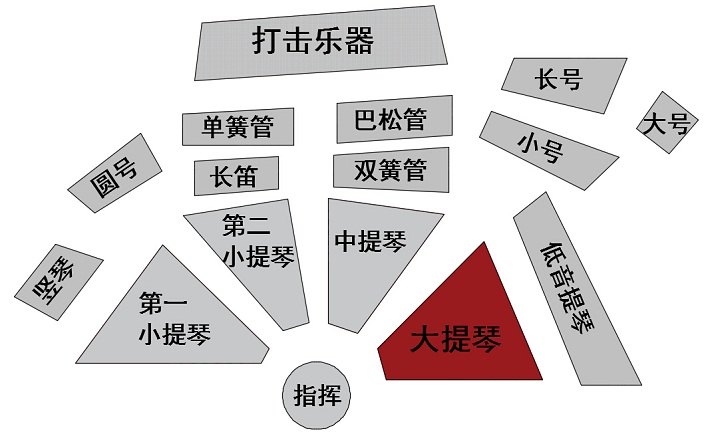 打击乐器
长号
大号
单簧管
巴松管
小号
圆号
长笛
双簧管
第二
小提琴
中提琴
竖琴
低音提琴
第一
小提琴
大提琴
指挥